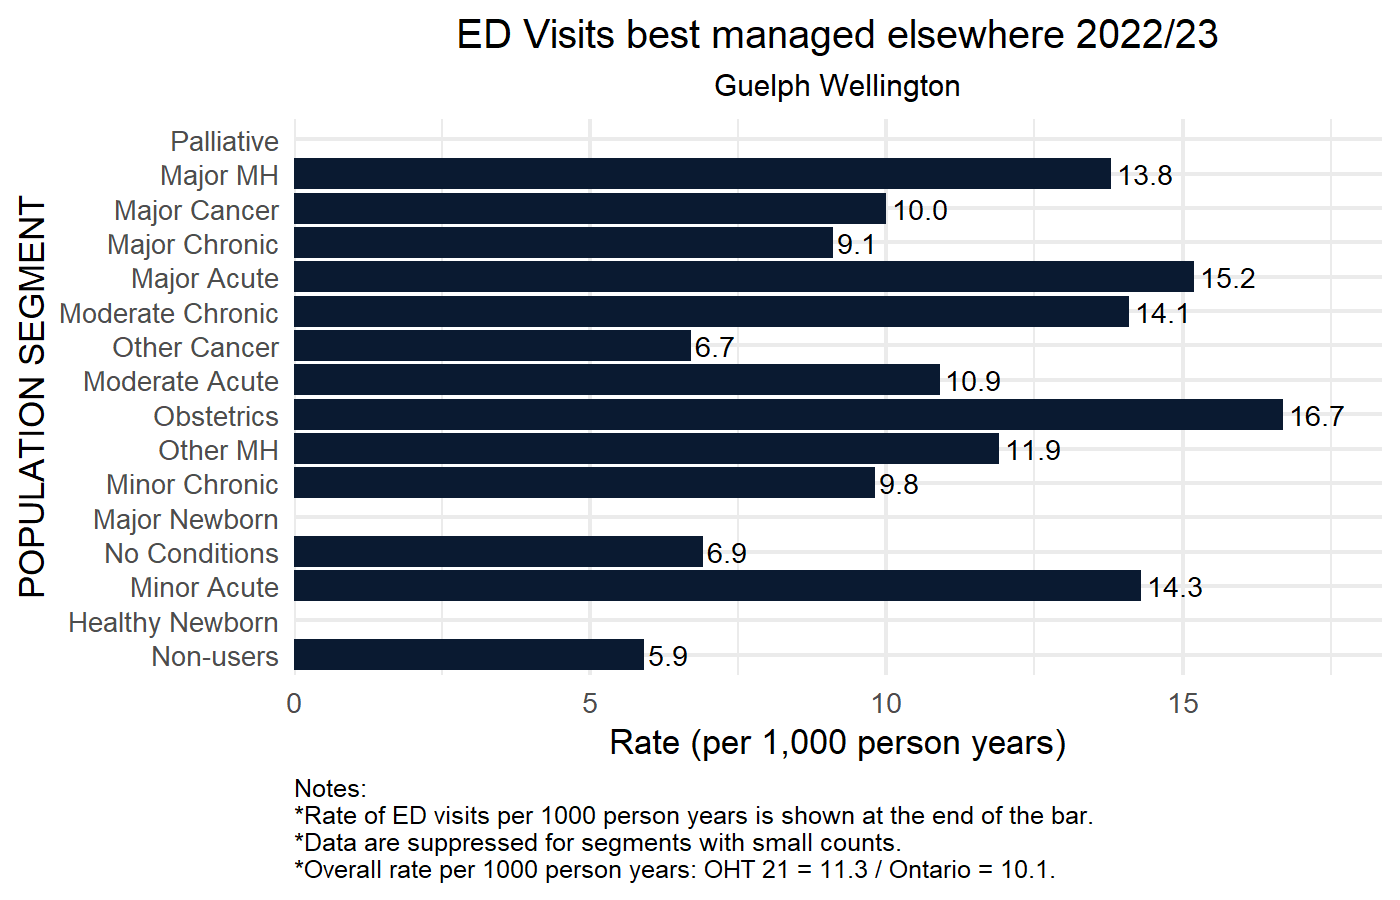 ED Visits best managed elsewhere 2022/23
Guelph Wellington
POPULATION SEGMENT
Palliative
Major MH 13.8
Major Cancer 10.0
Major Chronic 9.1
Major Acute 15.2
Moderate Chronic 14.1
Other Cancer 6.7
Moderate Acute 10.9
Obstetrics 16.7
Other MH 11.9
Minor Chronic 9.8
Major Newborn
No Conditions 6.9
Minor Acute 14.3
Healthy Newborn
Non-users 5.9
0 5 10 15
Rate (per 1,000 person years)
Notes:
*Rate of ED visits per 1000 person years is shown at the end of the bar.
*Data are suppressed for segments with small counts.
*Overall rate per 1000 person years: OHT 21 = 11.3 / Ontario = 10.1.